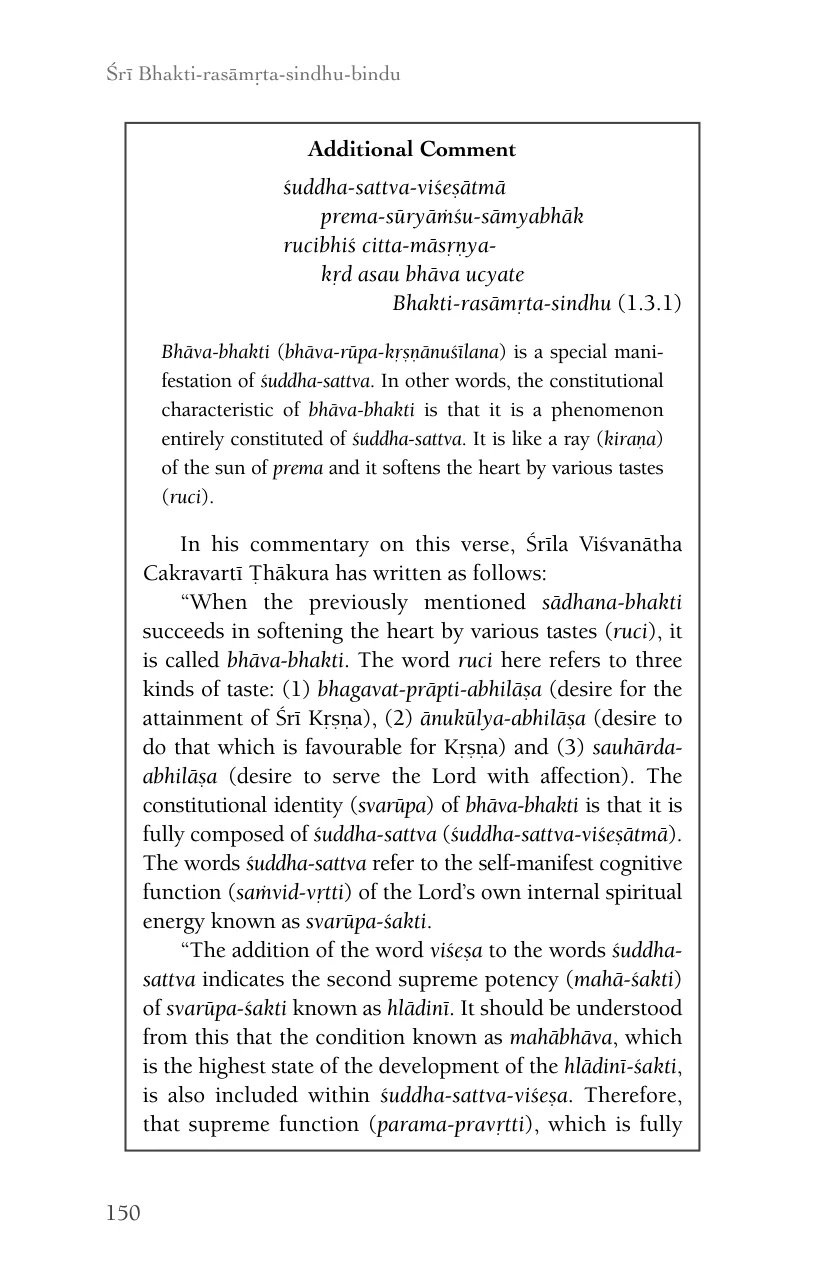 Śrī Bhakti-rasāmṛta-sindhu-bindu
Additional Comment
śuddha-sattva-viśeṣātmā
prema-sūryāṁśu-sāmyabhāk
rucibhiś citta-māsṛṇya-
kṛd asau bhāva ucyate
Bhakti-rasāmṛta-sindhu (1.3.1)
Bhāva-bhakti (bhāva-rūpa-kṛṣṇānuśīlana) is a special mani-
festation of śuddha-sattva. In other words, the constitutional
characteristic of bhāva-bhakti is that it is a phenomenon
entirely constituted of śuddha-sattva. It is like a ray (kiraṇa)
of the sun of prema and it softens the heart by various tastes
(ruci).
In his commentary on this verse, Śrīla Viśvanātha
Cakravartī Ṭhākura has written as follows:
“When the previously mentioned sādhana-bhakti
succeeds in softening the heart by various tastes (ruci), it
is called bhāva-bhakti. The word ruci here refers to three
kinds of taste: (1) bhagavat-prāpti-abhilāṣa (desire for the
attainment of Śrī Kṛṣṇa), (2) ānukūlya-abhilāṣa (desire to
do that which is favourable for Kṛṣṇa) and (3) sauhārda-
abhilāṣa (desire to serve the Lord with affection). The
constitutional identity (svarūpa) of bhāva-bhakti is that it is
fully composed of śuddha-sattva (śuddha-sattva-viśeṣātmā).
The words śuddha-sattva refer to the self-manifest cognitive
function (saṁvid-vṛtti) of the Lord’s own internal spiritual
energy known as svarūpa-śakti.
“The addition of the word viśeṣa to the words śuddha-
sattva indicates the second supreme potency (mahā-śakti)
of svarūpa-śakti known as hlādinī. It should be understood
from this that the condition known as mahābhāva, which
is the highest state of the development of the hlādinī-śakti,
is also included within śuddha-sattva-viśeṣa. Therefore,
that supreme function (parama-pravṛtti), which is fully
150